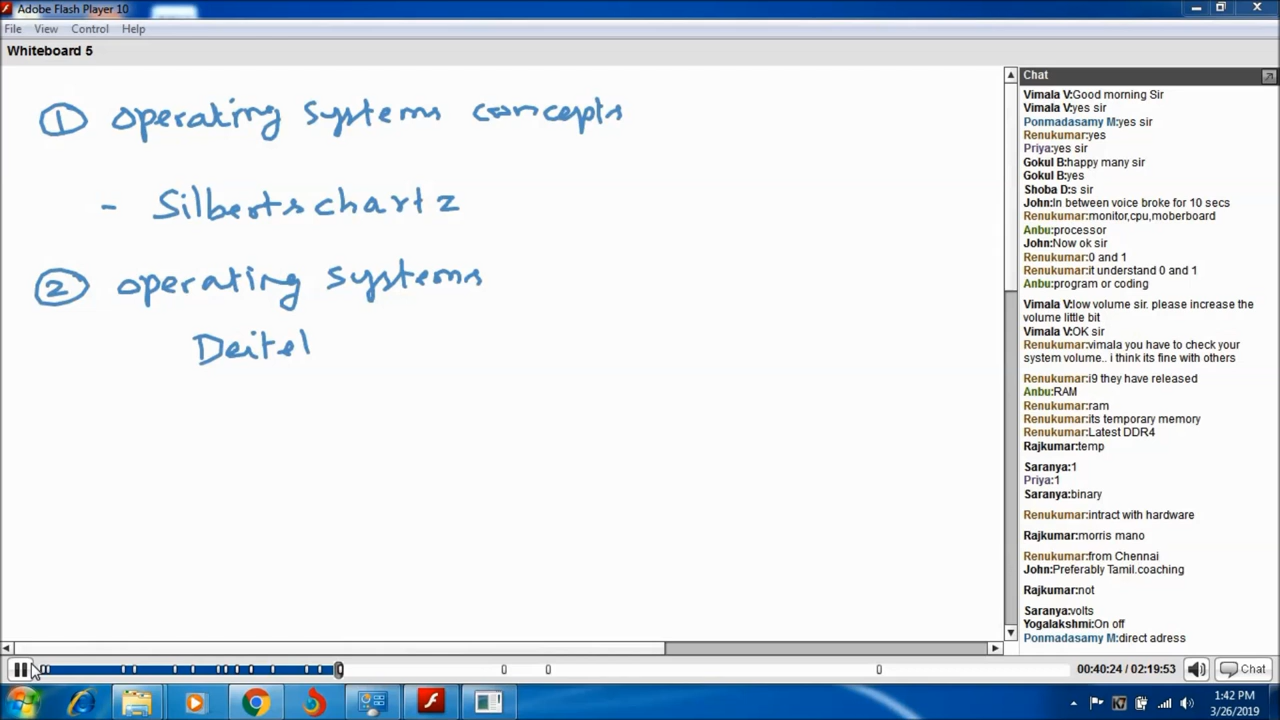 Adobe Flash Player 10
File View Control Help
Whiteboard 5
① operating systems concepts
- Silbertschartz
② operating systems
Deitel
Chat
Vimala V:Good morning Sir
Vimala V:yes sir
Ponmadasamy M:yes sir
Renukumar:yes
Priya:yes sir
Gokul B:happy many sir
Gokul B:yes
Shoba D:s sir
John:In between voice broke for 10 secs
Renukumar:monitor,cpu,moberboard
Anbu:processor
John:Now ok sir
Renukumar:0 and 1
Renukumar:it understand 0 and 1
Anbu:program or coding
Vimala V:low volume sir. please increase the
volume little bit
Vimala V:OK sir
Renukumar:vimala you have to check your
system volume.. i think its fine with others
Renukumar:i9 they have released
Anbu:RAM
Renukumar:ram
Renukumar:its temporary memory
Renukumar:Latest DDR4
Rajkumar:temp
Saranya:1
Priya:1
Saranya:binary
Renukumar:intract with hardware
Rajkumar:morris mano
Renukumar:from Chennai
John:Preferably Tamil.coaching
Rajkumar:not
Saranya:volts
Yogalakshmi:On off
Ponmadasamy M:direct adress
00:40:24 / 02:19:53
Chat
1:42 PM
3/26/2019